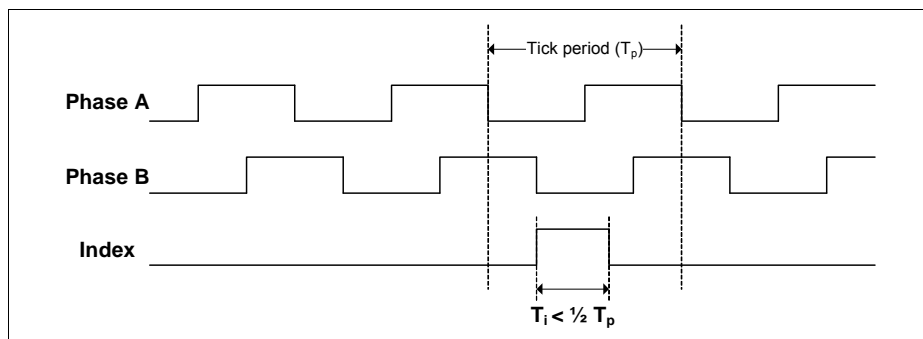 Tick period (Tp)
Phase A
Phase B
Index
Ti < ½ Tp